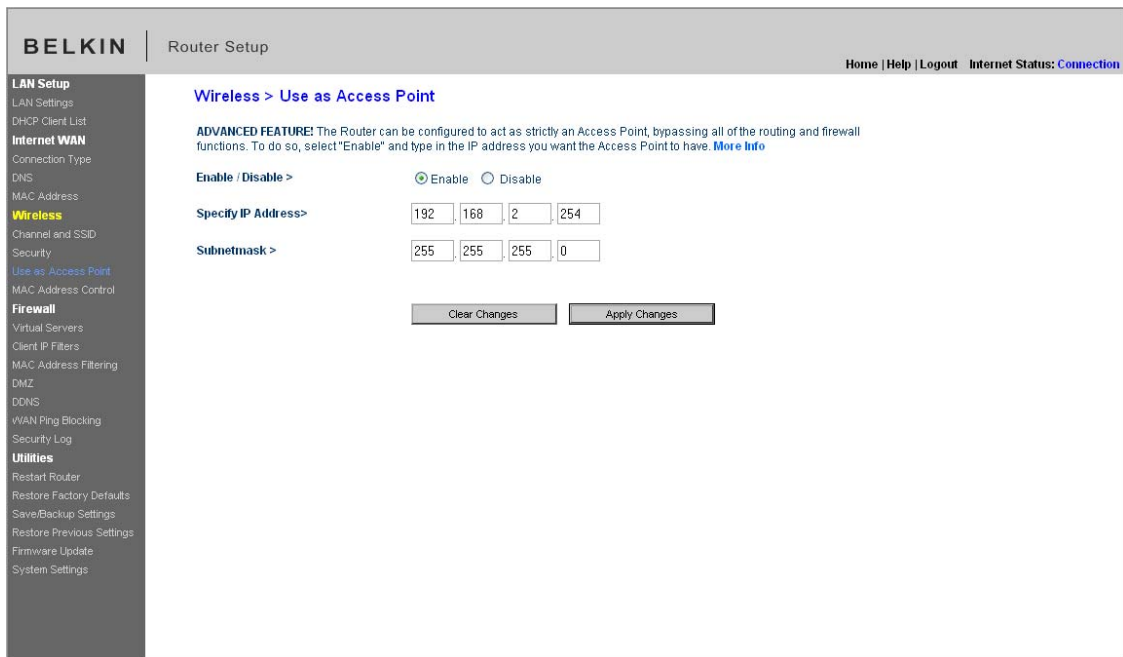 BELKIN | Router Setup
Home | Help | Logout Internet Status: Connection
LAN Setup
LAN Settings
DHCP Client List
Internet WAN
Connection Type
DNS
MAC Address
Wireless
Channel and SSID
Security
Use as Access Point
MAC Address Control
Firewall
Virtual Servers
Client IP Filters
MAC Address Filtering
DMZ
DDNS
WAN Ping Blocking
Security Log
Utilities
Restart Router
Restore Factory Defaults
Save/Backup Settings
Restore Previous Settings
Firmware Update
System Settings
Wireless > Use as Access Point
ADVANCED FEATURE! The Router can be configured to act as strictly an Access Point, bypassing all of the routing and firewall
functions. To do so, select "Enable" and type in the IP address you want the Access Point to have. More Info
Enable / Disable > Enable Disable
Specify IP Address> 192 . 168 . 2 . 254
Subnetmask > 255 . 255 . 255 . 0
Clear Changes Apply Changes